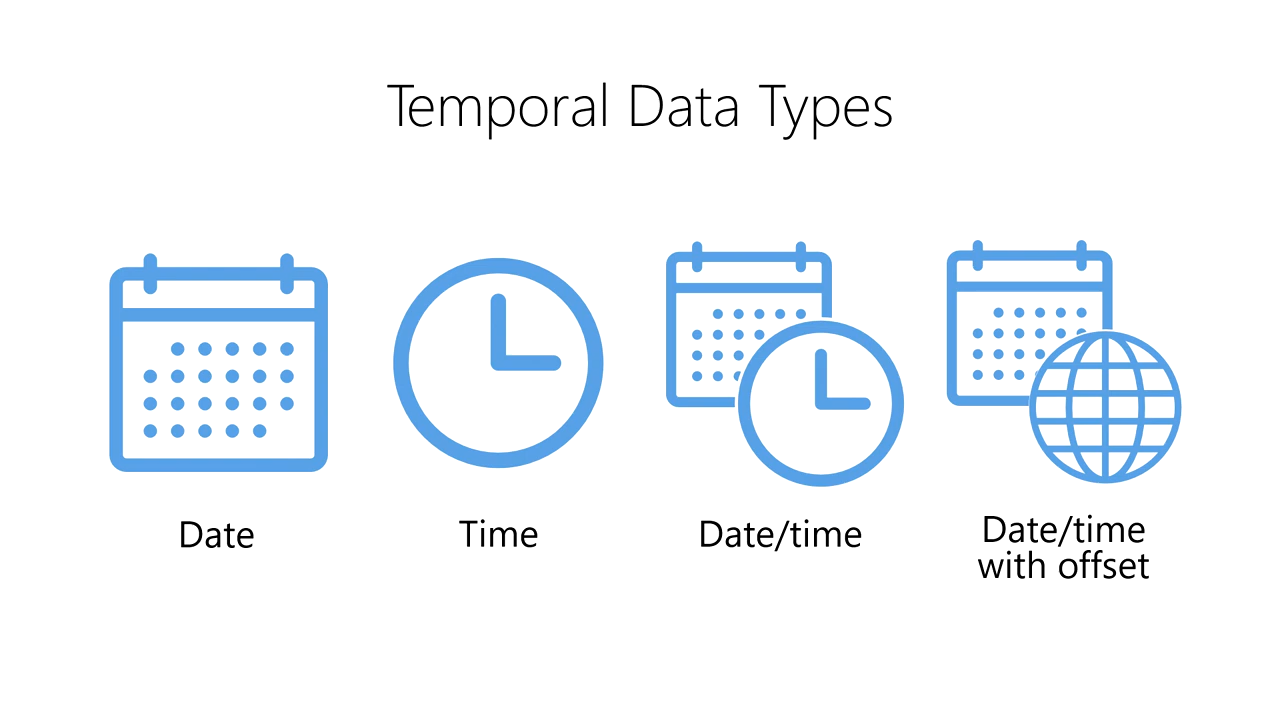 Temporal Data Types
Date
Time
Date/time
Date/time
with offset